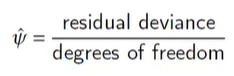 ψ̂ = residual deviance / degrees of freedom